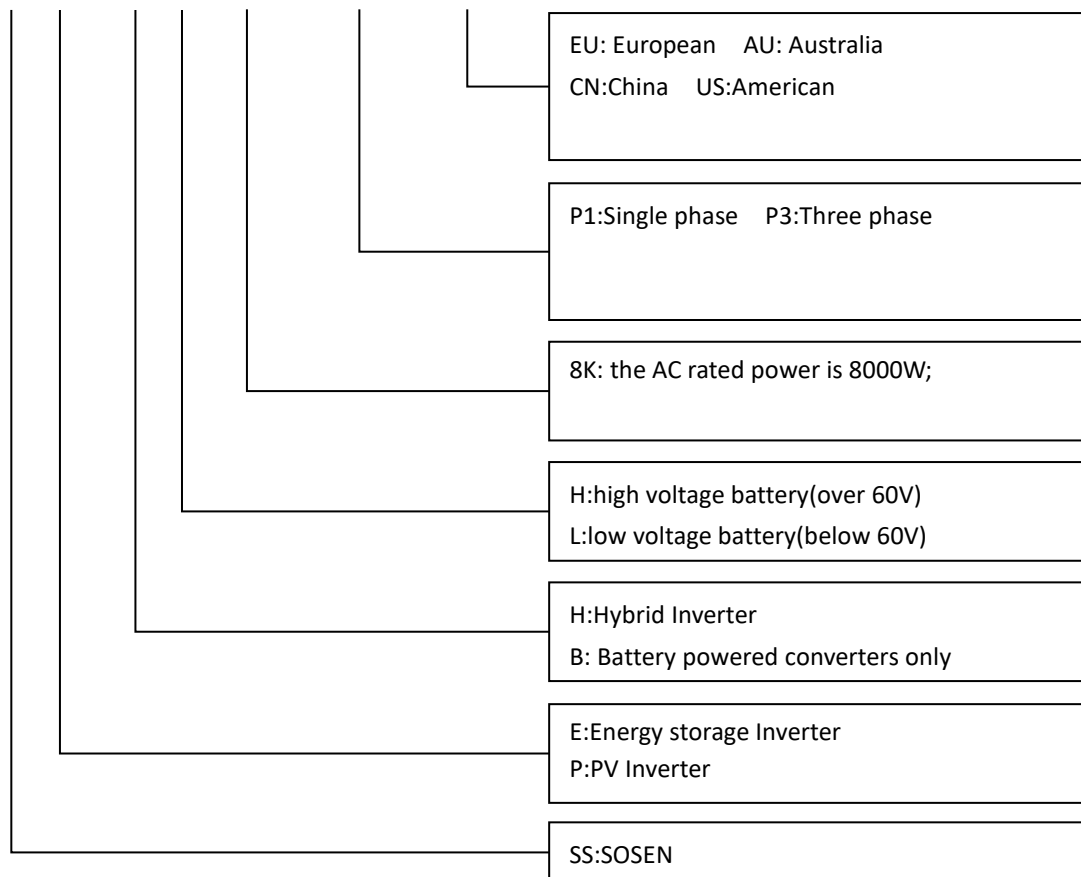 EU: European AU: Australia
CN:China US:American
P1:Single phase P3:Three phase
8K: the AC rated power is 8000W;
H:high voltage battery(over 60V)
L:low voltage battery(below 60V)
H:Hybrid Inverter
B: Battery powered converters only
E:Energy storage Inverter
P:PV Inverter
SS:SOSEN